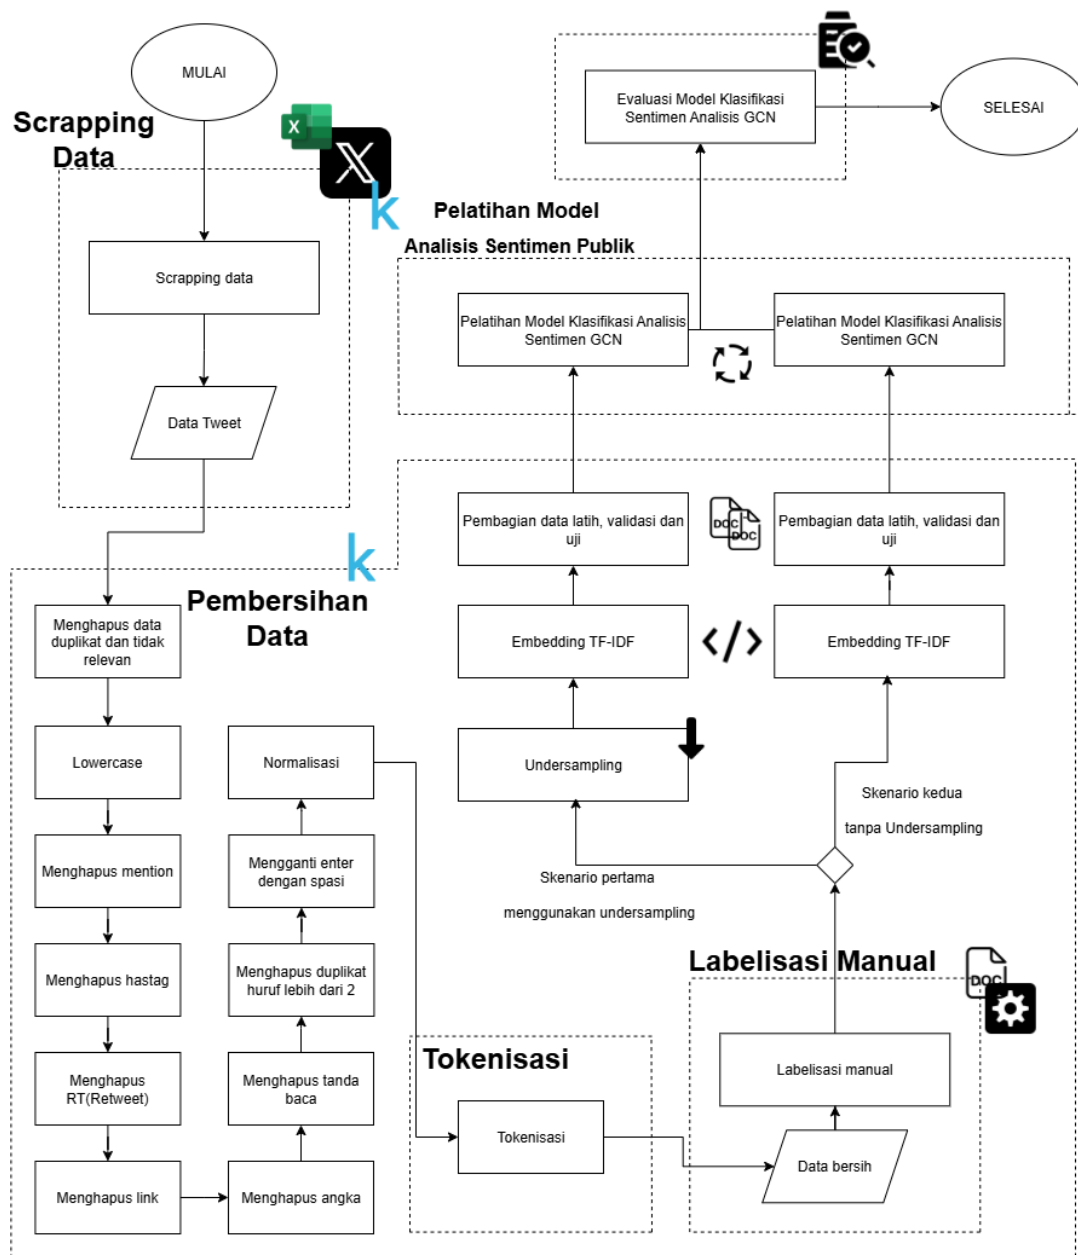 MULAI
Scrapping
Data
X
k
Scrapping data
Data Tweet
Evaluasi Model Klasifikasi
Sentimen Analisis GCN
SELESAI
Pelatihan Model
Analisis Sentimen Publik
Pelatihan Model Klasifikasi Analisis
Sentimen GCN
Pelatihan Model Klasifikasi Analisis
Sentimen GCN
k
Pembersihan
Data
Menghapus data
duplikat dan tidak
relevan
Lowercase
Menghapus mention
Menghapus hastag
Menghapus
RT(Retweet)
Menghapus link
Menghapus angka
Menghapus tanda
baca
Menghapus duplikat
huruf lebih dari 2
Mengganti enter
dengan spasi
Normalisasi
Tokenisasi
Tokenisasi
Labelisasi Manual
DOC
Data bersih
Labelisasi manual
Skenario pertama
menggunakan undersampling
Skenario kedua
tanpa Undersampling
Undersampling
Embedding TF-IDF
</>
Embedding TF-IDF
Pembagian data latih, validasi dan
uji
DOC
DOC
Pembagian data latih, validasi dan
uji